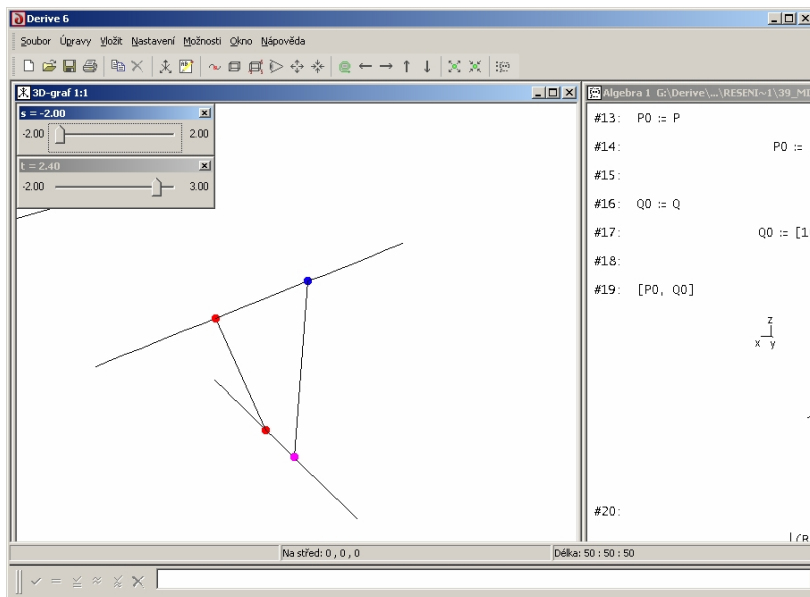 Derive 6
Soubor Úpravy Vložit Nastavení Možnosti Okno Nápověda
3D-graf 1:1
s = -2.00
-2.00 2.00
t = 2.40
-2.00 3.00
Algebra 1 G:\Derive\...\RESENI~1\39_MI
#13: P0 := P
#14: P0 :=
#15:
#16: Q0 := Q
#17: Q0 := [1
#18:
#19: [P0, Q0]
z
x y
#20:
Na střed: 0 , 0 , 0 Délka: 50 : 50 : 50